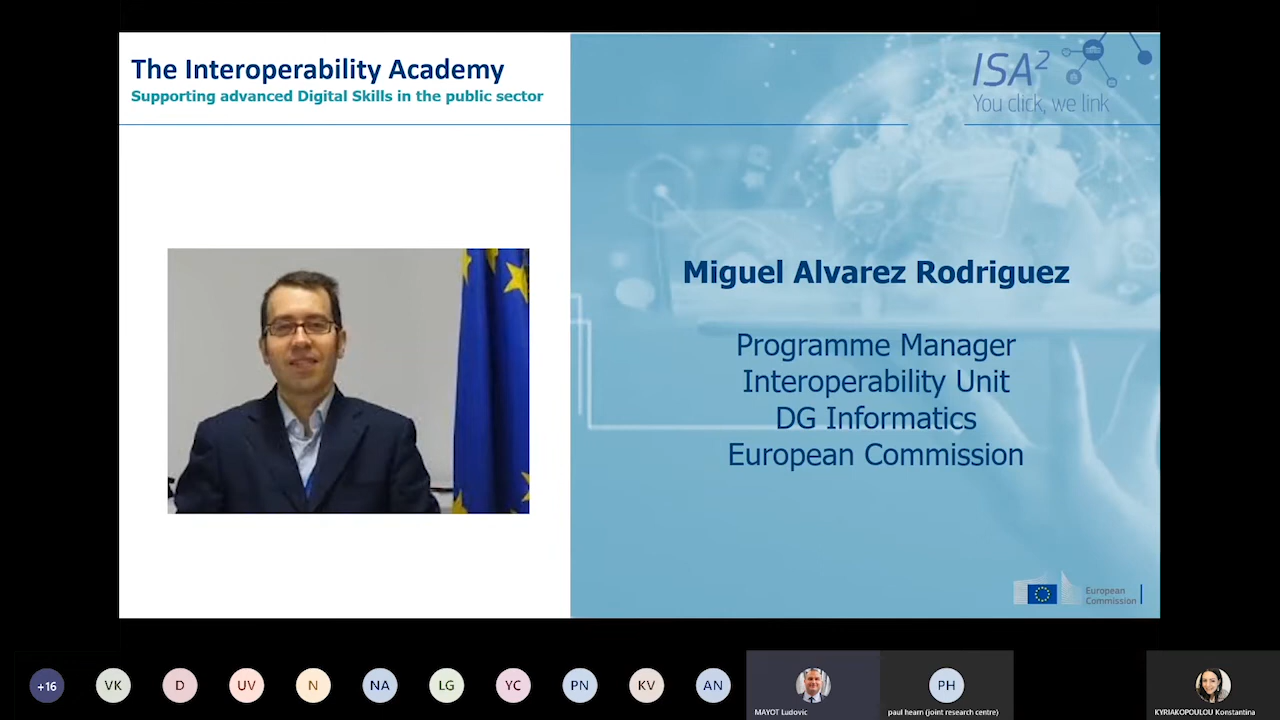 The Interoperability Academy
Supporting advanced Digital Skills in the public sector
ISA²
You click, we link
Miguel Alvarez Rodriguez
Programme Manager
Interoperability Unit
DG Informatics
European Commission
European
Commission
+16
VK
D
UV
N
NA
LG
YC
PN
KV
AN
PH
MAYOT Ludovic
paul hearn (joint research centre)
KYRIAKOPOULOU Konstantina